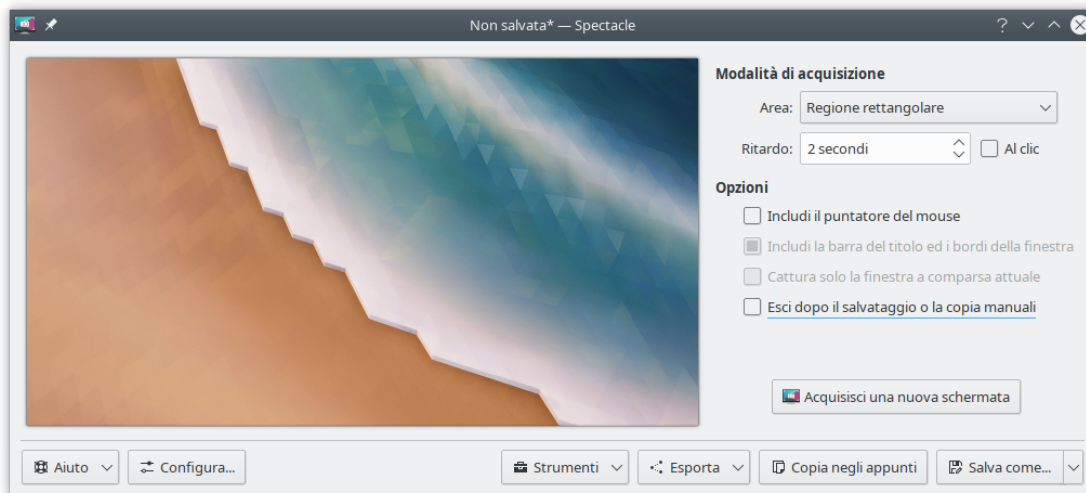 Non salvata* — Spectacle
Modalità di acquisizione
Area: Regione rettangolare
Ritardo: 2 secondi Al clic
Opzioni
Includi il puntatore del mouse
Includi la barra del titolo ed i bordi della finestra
Cattura solo la finestra a comparsa attuale
Esci dopo il salvataggio o la copia manuali
Acquisisci una nuova schermata
Aiuto Configura... Strumenti Esporta Copia negli appunti Salva come...